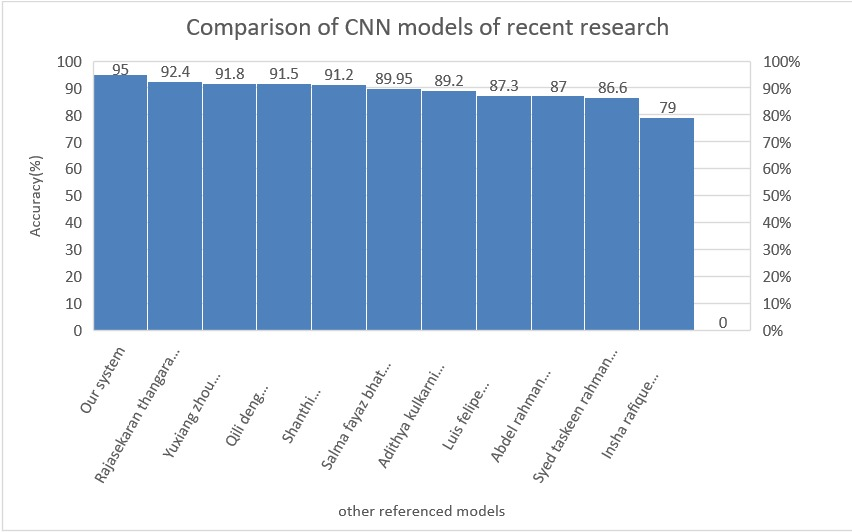 Comparison of CNN models of recent research
100
90
80
70
60
50
40
30
20
10
0
Accuracy(%)
95
92.4
91.8
91.5
91.2
89.95
89.2
87.3
87
86.6
79
0
100%
90%
80%
70%
60%
50%
40%
30%
20%
10%
0%
Our system
Rajasekaran thangara...
Yuxiang zhou...
Qili deng...
Shanthi...
Salma fayaz bhat...
Adithya kulkarni...
Luis felipe...
Abdel rahman...
Syed taskeen rahman...
Insha rafique...
other referenced models